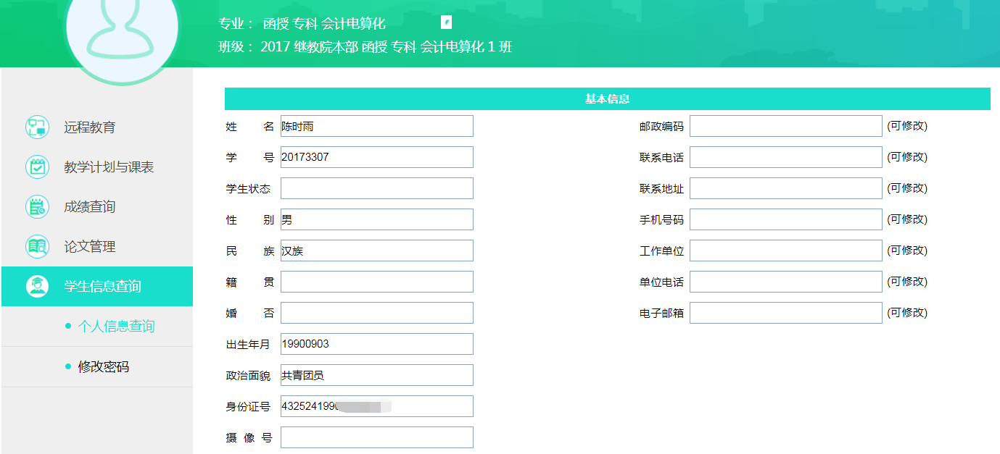 专业： 函授 专科 会计电算化
班级： 2017 继教院本部 函授 专科 会计电算化 1 班
远程教育
教学计划与课表
成绩查询
论文管理
学生信息查询
个人信息查询
修改密码
基本信息
姓 名 陈时雨 邮政编码 (可修改)
学 号 20173307 联系电话 (可修改)
学生状态 联系地址 (可修改)
性 别 男 手机号码 (可修改)
民 族 汉族 工作单位 (可修改)
籍 贯 单位电话 (可修改)
婚 否 电子邮箱 (可修改)
出生年月 19900903
政治面貌 共青团员
身份证号 432524199
摄 像 号